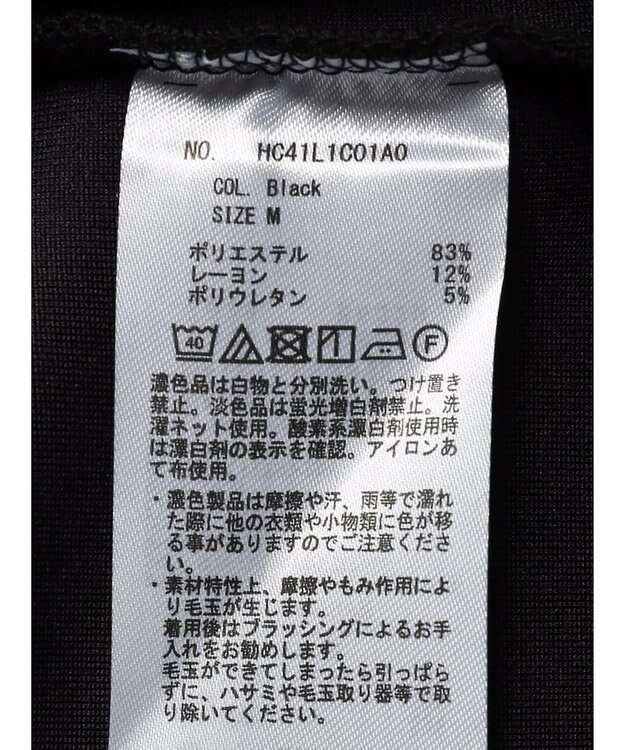 NO. HC41L1C01A0
COL. Black
SIZE M
ポリエステル 83%
レーヨン 12%
ポリウレタン 5%
40 F
濃色品は白物と分別洗い。つけ置き
禁止。淡色品は蛍光増白剤禁止。洗
濯ネット使用。酸素系漂白剤使用時
は漂白剤の表示を確認。アイロンあ
て布使用。
・濃色製品は摩擦や汗、雨等で濡れ
た際に他の衣類や小物類に色が移
る事がありますのでご注意くださ
い。
・素材特性上、摩擦やもみ作用によ
り毛玉が生じます。
着用後はブラッシングによるお手
入れをお勧めします。
毛玉ができてしまったら引っぱら
ずに、ハサミや毛玉取り器等で取
り除いてください。